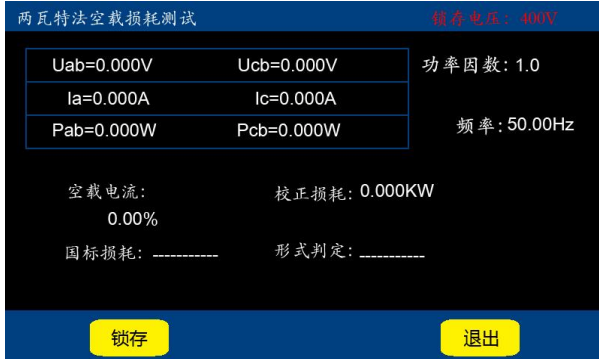 两瓦特法空载损耗测试 锁存电压: 400V
Uab=0.000V Ucb=0.000V 功率因数: 1.0
Ia=0.000A Ic=0.000A
Pab=0.000W Pcb=0.000W 频率: 50.00Hz
空载电流: 校正损耗: 0.000KW
0.00%
国标损耗: ----------- 形式判定: -----------
锁存 退出